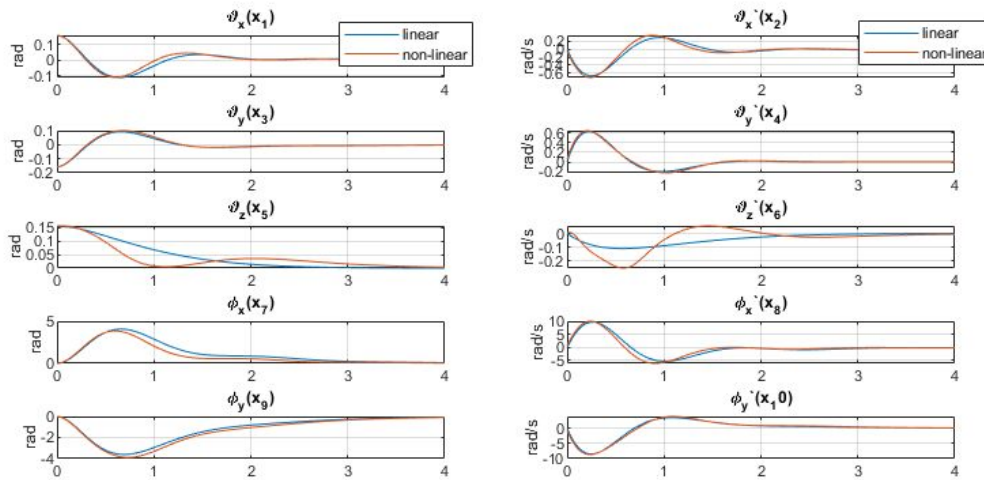 ϑx(x1)
linear
non-linear
rad
0.1
0
-0.1
0 1 2 3 4
ϑx`(x2)
linear
non-linear
rad/s
0.2
0
-0.2
-0.4
-0.6
0 1 2 3 4
ϑy(x3)
rad
0.1
0
-0.1
-0.2
0 1 2 3 4
ϑy`(x4)
rad/s
0.6
0.4
0.2
0
-0.2
0 1 2 3 4
ϑz(x5)
rad
0.15
0.1
0.05
0
0 1 2 3 4
ϑz`(x6)
rad/s
0
-0.1
-0.2
0 1 2 3 4
ϕx(x7)
rad
5
0
0 1 2 3 4
ϕx`(x8)
rad/s
10
5
0
-5
0 1 2 3 4
ϕy(x9)
rad
0
-2
-4
0 1 2 3 4
ϕy`(x10)
rad/s
0
-5
-10
0 1 2 3 4